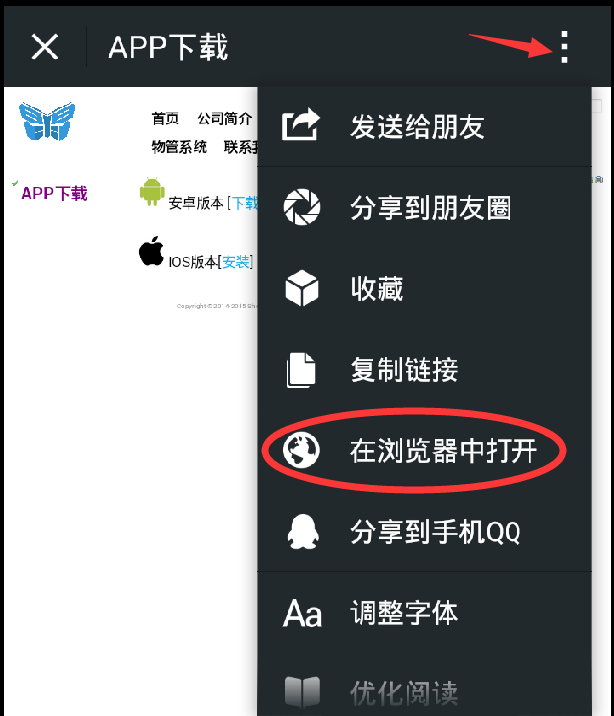 APP下载
首页 公司简介
物管系统 联系我
APP下载
安卓版本 [下载
IOS版本[安装]
Copyright © 2014-2015 Sh
发送给朋友
分享到朋友圈
收藏
复制链接
在浏览器中打开
分享到手机QQ
Aa 调整字体
优化阅读